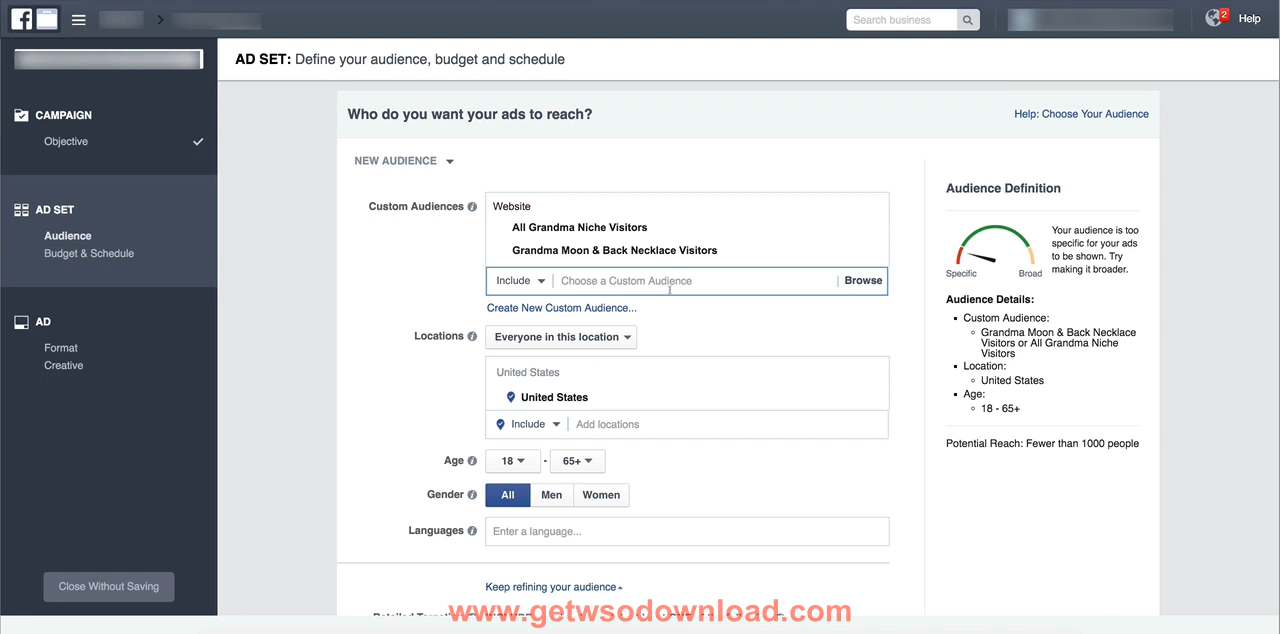 Search business
2
Help
AD SET: Define your audience, budget and schedule
CAMPAIGN
Objective
AD SET
Audience
Budget & Schedule
AD
Format
Creative
Close Without Saving
Who do you want your ads to reach?
Help: Choose Your Audience
NEW AUDIENCE
Custom Audiences
Website
All Grandma Niche Visitors
Grandma Moon & Back Necklace Visitors
Include
Choose a Custom Audience
Browse
Create New Custom Audience...
Locations
Everyone in this location
United States
United States
Include
Add locations
Age
18 - 65+
Gender
All
Men
Women
Languages
Enter a language...
Keep refining your audience
Audience Definition
Specific
Broad
Your audience is too
specific for your ads
to be shown. Try
making it broader.
Audience Details:
Custom Audience:
Grandma Moon & Back Necklace
Visitors or All Grandma Niche
Visitors
Location:
United States
Age:
18 - 65+
Potential Reach: Fewer than 1000 people
www.getwsodownload.com